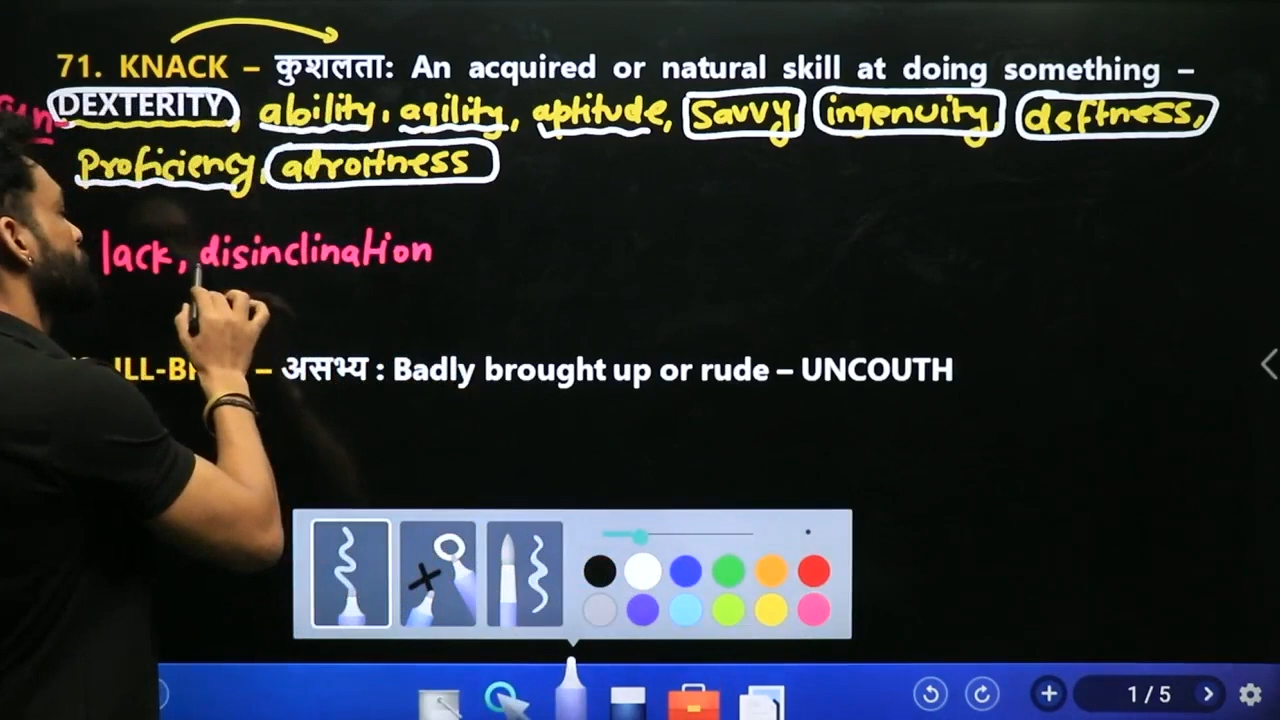 71. KNACK – कुशलता: An acquired or natural skill at doing something –
DEXTERITY, ability, agility, aptitude, Savvy, ingenuity, deftness,
Proficiency, adroitness
lack, disinclination
– असभ्य : Badly brought up or rude – UNCOUTH
1 / 5